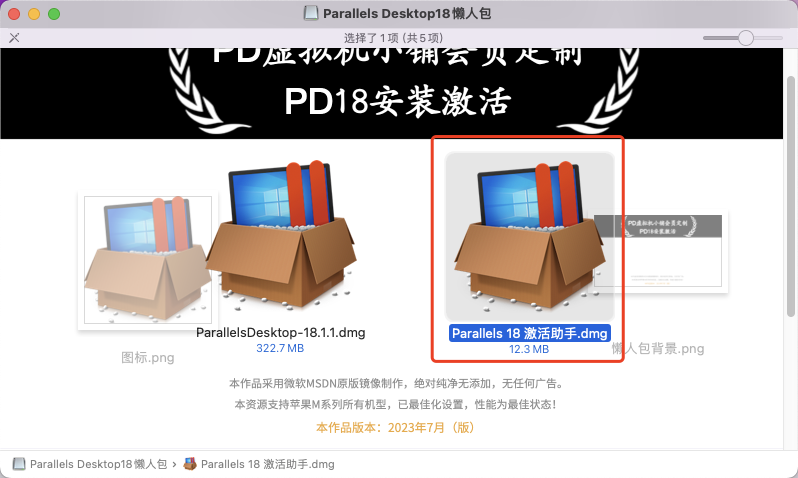 Parallels Desktop18懒人包
选择了1项 (共5项)
PD虚拟机小铺会员定制
PD18安装激活
PD虚拟机小铺会员定制
PD18安装激活
ParallelsDesktop-18.1.1.dmg
322.7 MB
Parallels 18 激活助手.dmg
12.3 MB
图标.png
懒人包背景.png
本作品采用微软MSDN原版镜像制作，绝对纯净无添加，无任何广告。
本资源支持苹果M系列所有机型，已最佳化设置，性能为最佳状态！
本作品版本：2023年7月（版）
Parallels Desktop18懒人包 › Parallels 18 激活助手.dmg